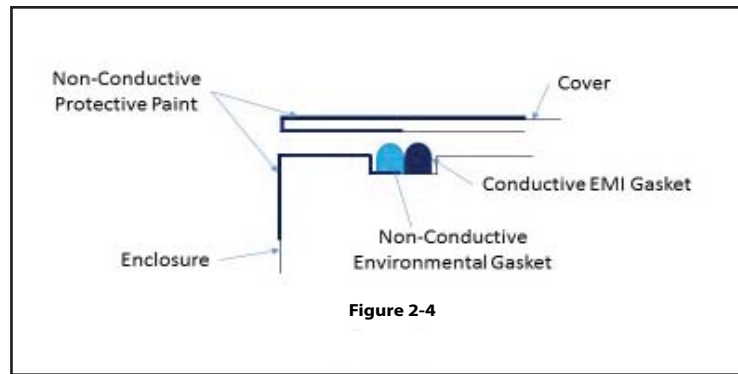 Non-Conductive
Protective Paint
Cover
Conductive EMI Gasket
Non-Conductive
Environmental Gasket
Enclosure
Figure 2-4